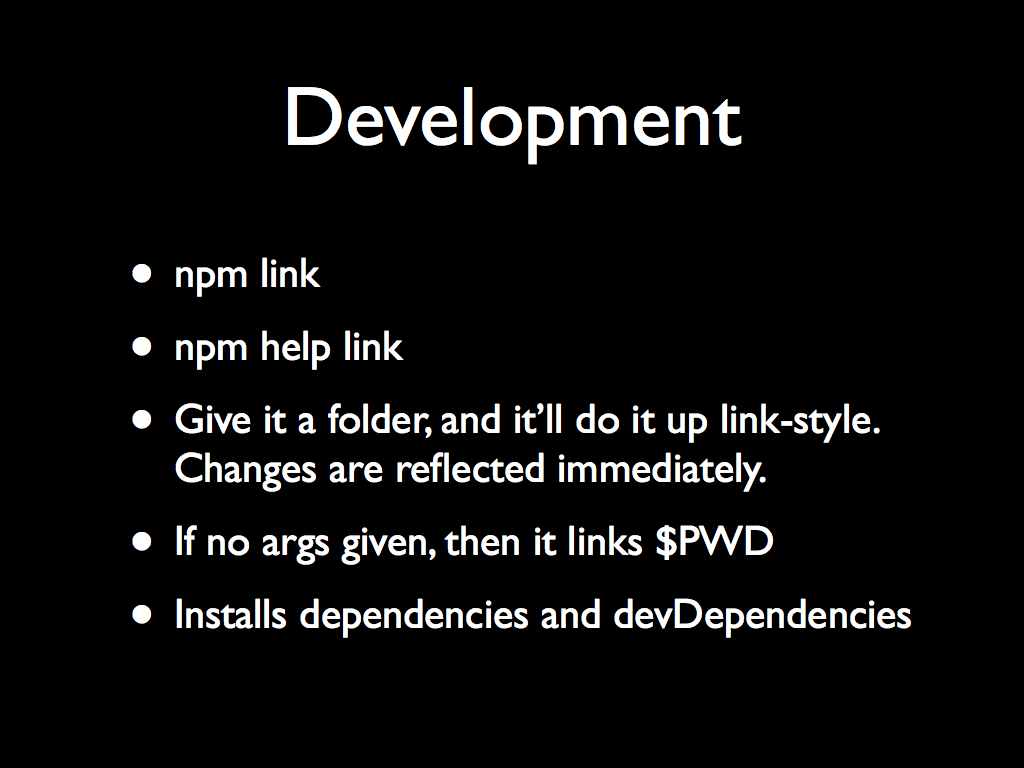 Development
• npm link
• npm help link
• Give it a folder, and it’ll do it up link-style.
Changes are reflected immediately.
• If no args given, then it links $PWD
• Installs dependencies and devDependencies